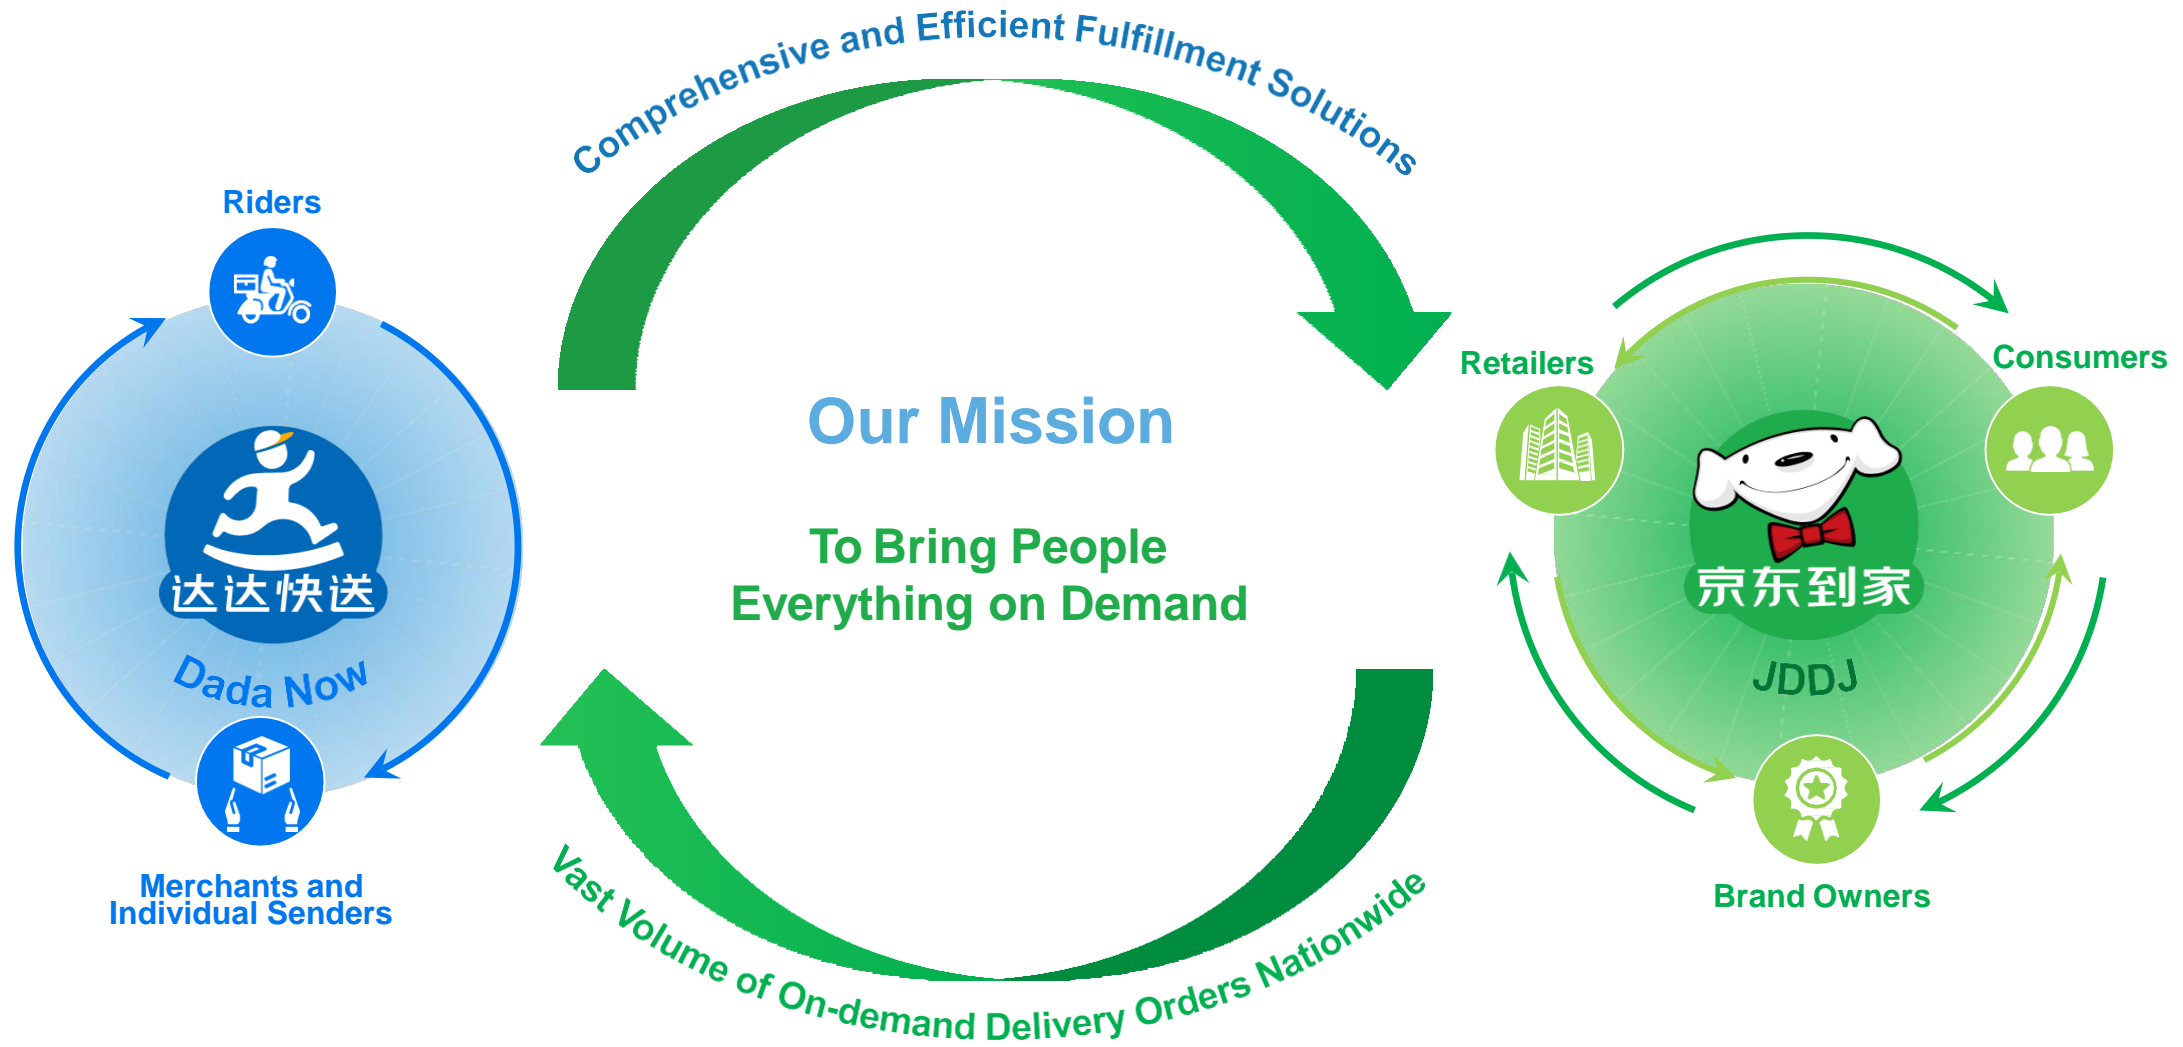 Comprehensive and Efficient Fulfillment Solutions
Riders
达达快送
Dada Now
Merchants and
Individual Senders
Our Mission
To Bring People
Everything on Demand
Retailers
Consumers
京东到家
JDDJ
Brand Owners
Vast Volume of On-demand Delivery Orders Nationwide